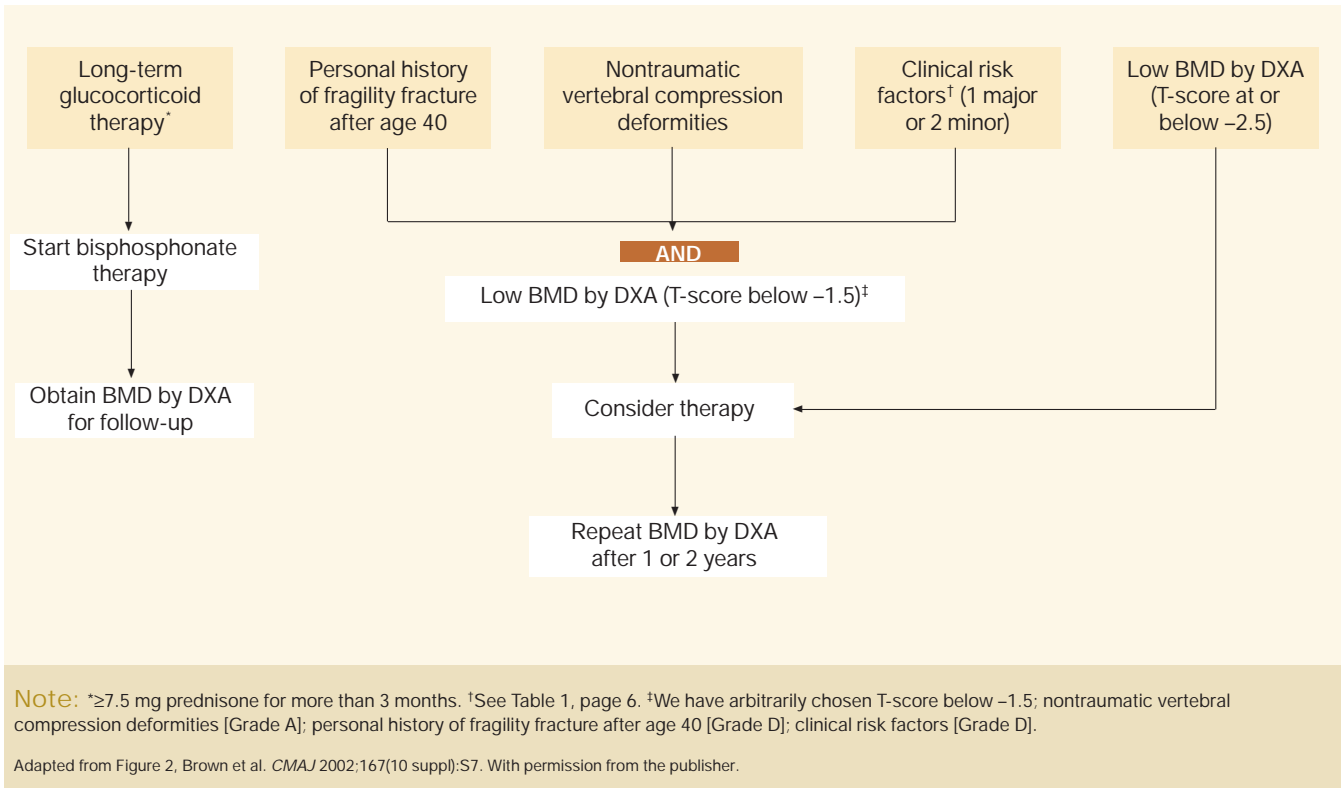 Long-term
glucocorticoid
therapy*
Personal history
of fragility fracture
after age 40
Nontraumatic
vertebral compression
deformities
Clinical risk
factors† (1 major
or 2 minor)
Low BMD by DXA
(T-score at or
below –2.5)
Start bisphosphonate
therapy
AND
Low BMD by DXA (T-score below –1.5)‡
Obtain BMD by DXA
for follow-up
Consider therapy
Repeat BMD by DXA
after 1 or 2 years
Note: *≥7.5 mg prednisone for more than 3 months. †See Table 1, page 6. ‡We have arbitrarily chosen T-score below –1.5; nontraumatic vertebral
compression deformities [Grade A]; personal history of fragility fracture after age 40 [Grade D]; clinical risk factors [Grade D].
Adapted from Figure 2, Brown et al. CMAJ 2002;167(10 suppl):S7. With permission from the publisher.